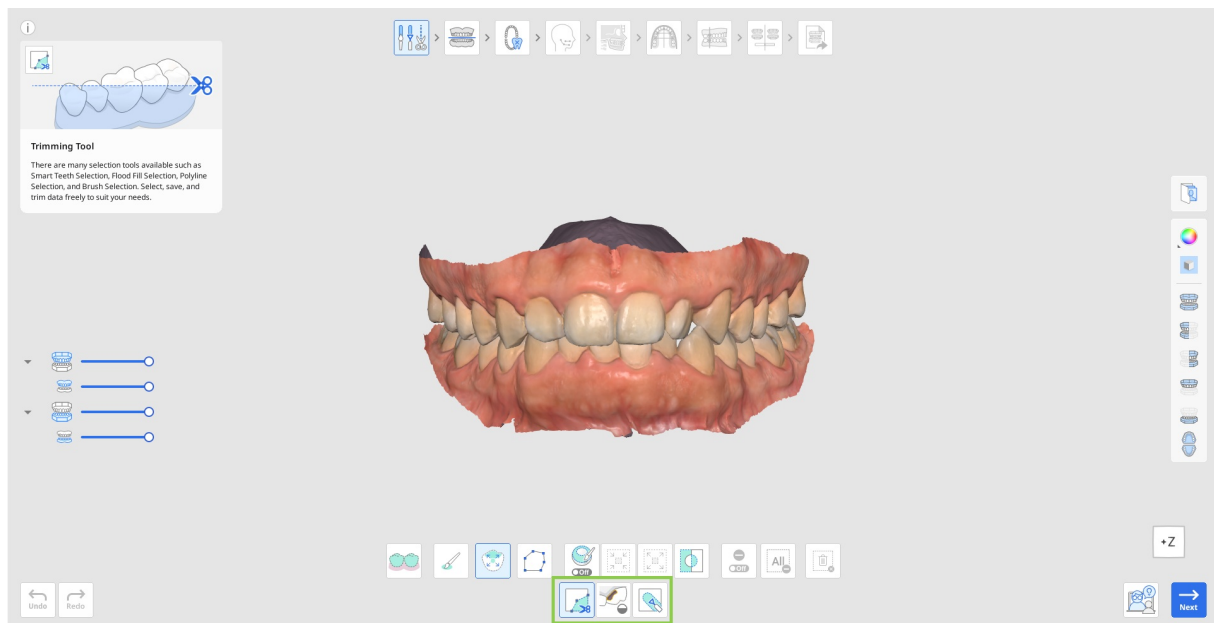 Trimming Tool
There are many selection tools available such as
Smart Teeth Selection, Flood Fill Selection, Polyline
Selection, and Brush Selection. Select, save, and
trim data freely to suit your needs.
+Z
Off
All
Undo
Redo
Off
Next